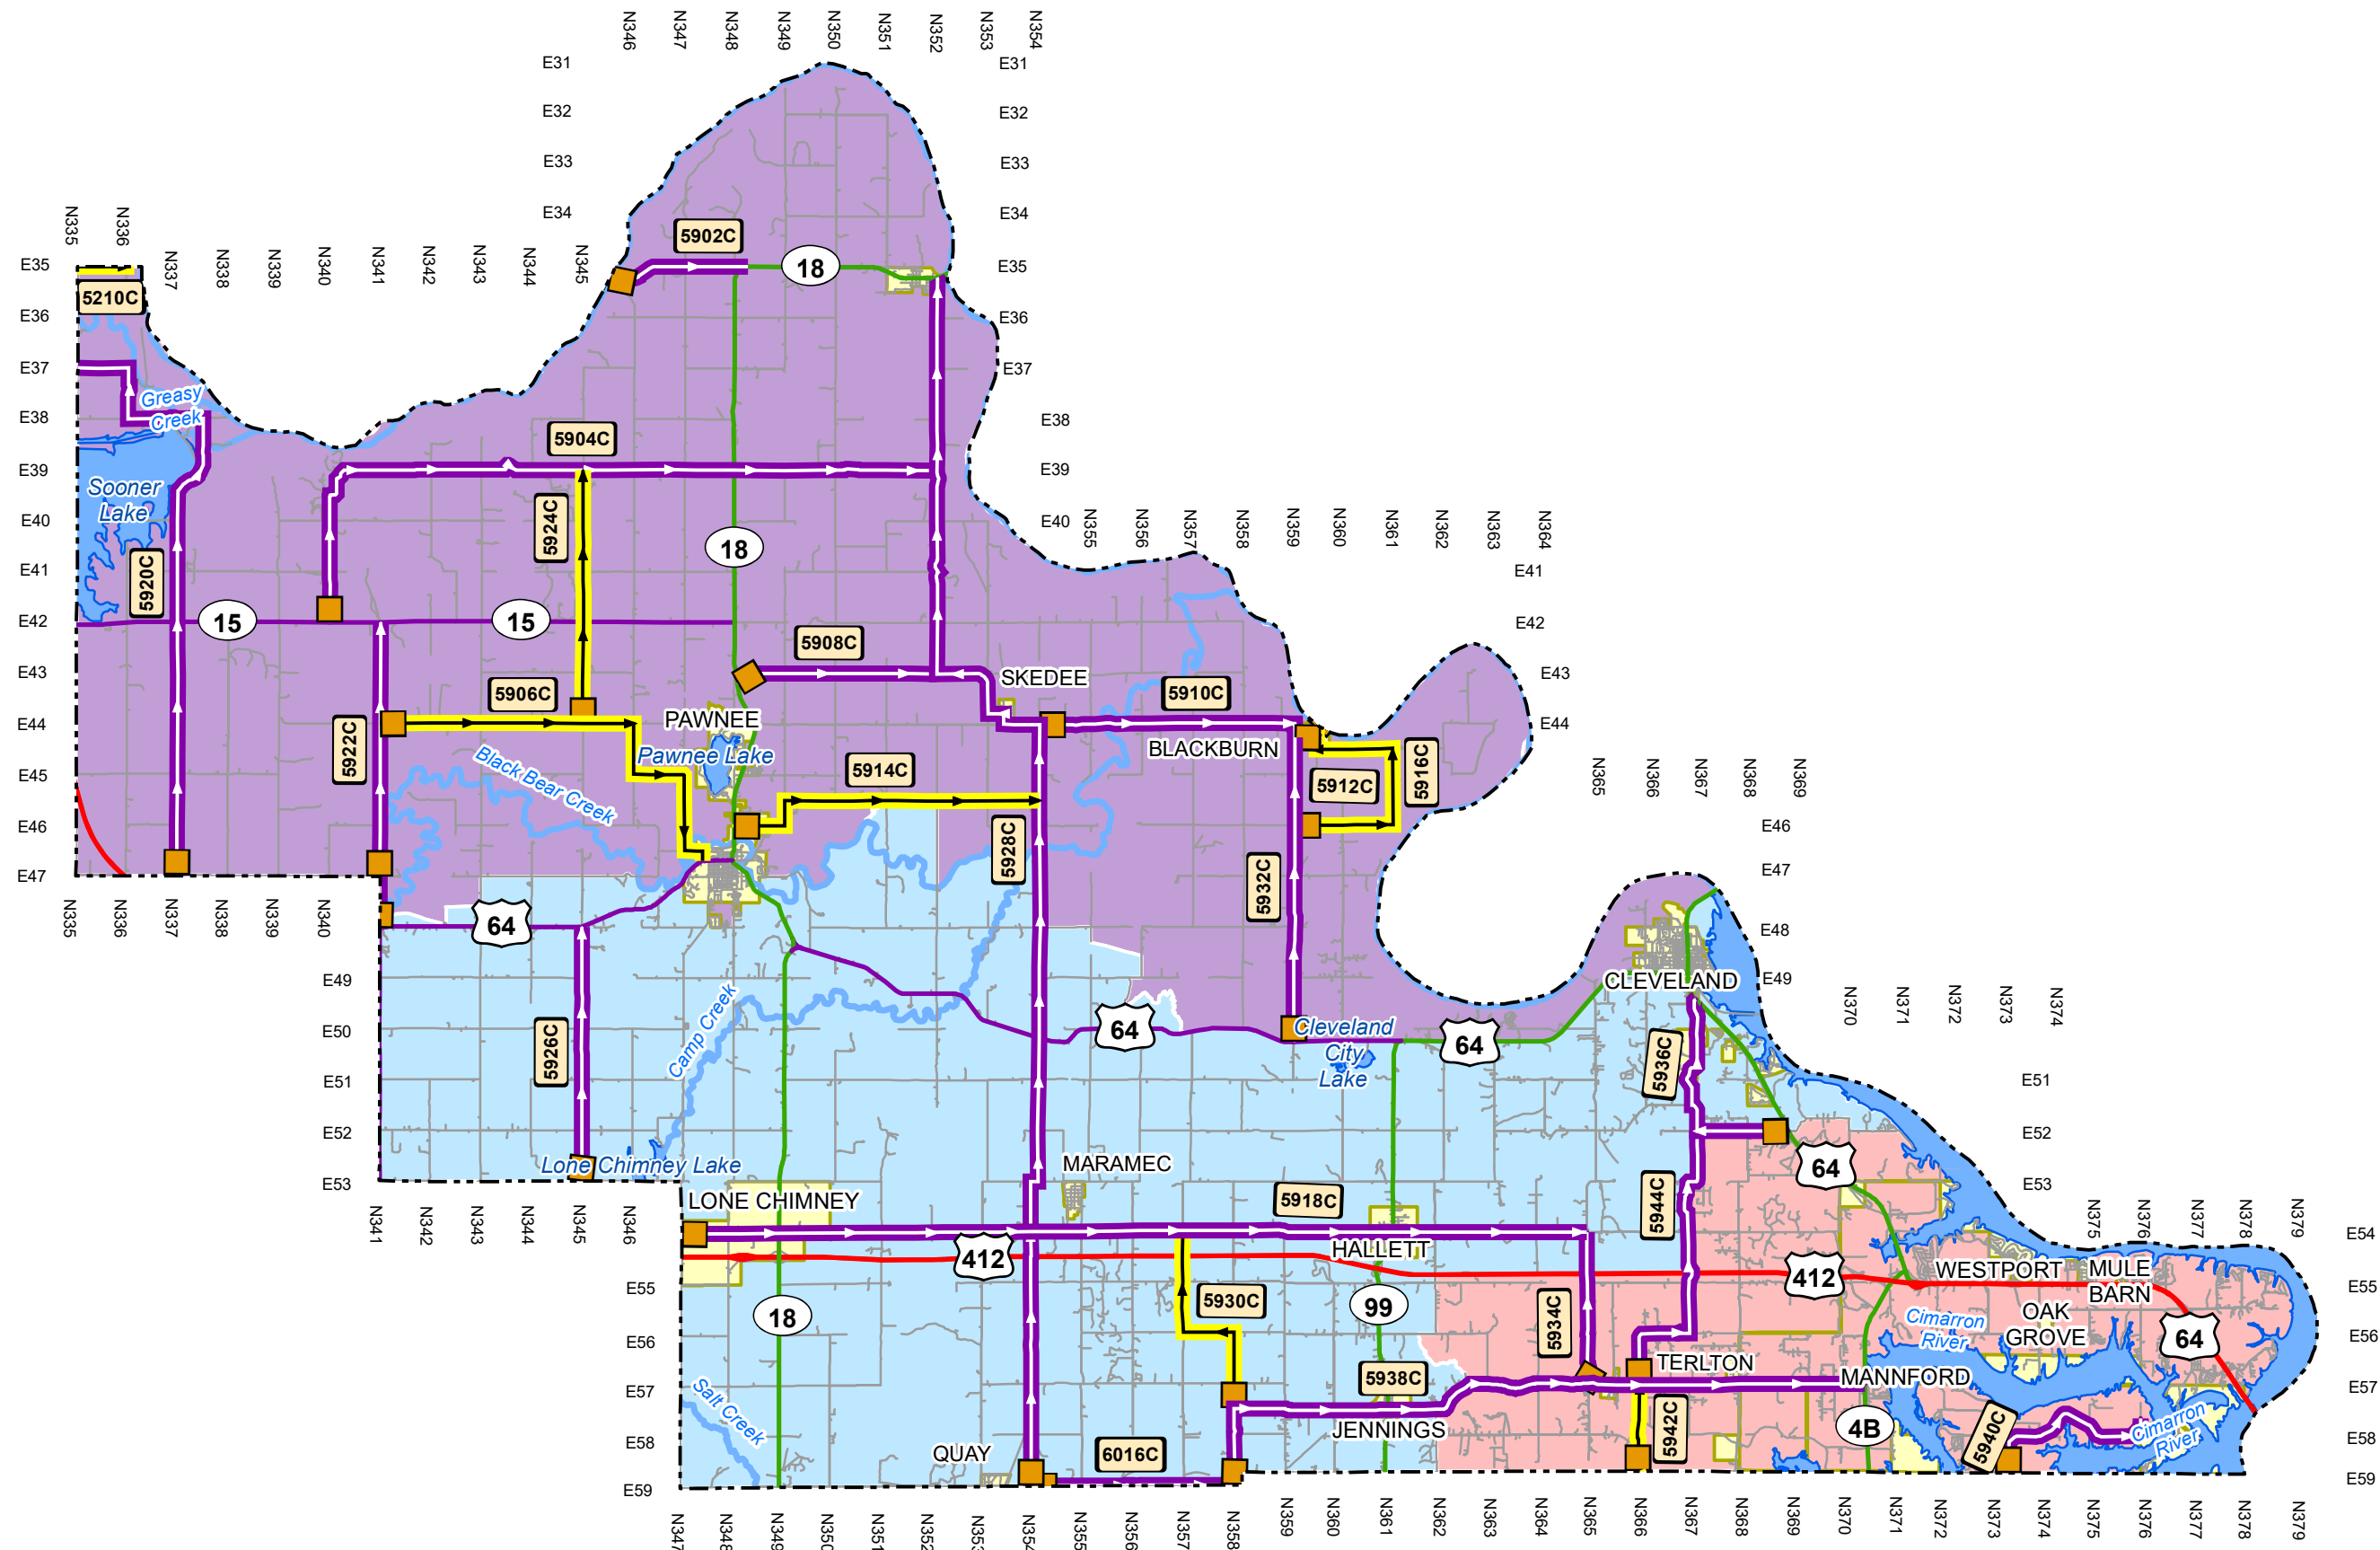 N346 N347 N348 N349 N350 N351 N352 N353 N354
E31 E31
E32 E32
E33 E33
E34 E34
N335 N336
5902C
N337 N338 N339 N340 N341 N342 N343 N344 N345
E35 18 E35
5210C
E36 E36
E37 E37
Greasy
Creek
E38 E38
5904C
E39 E39
Sooner
Lake
E40 E40
5924C
N355 N356 N357 N358 N359 N360 N361 N362 N363 N364
18
E41 E41
5920C
E42 15 15 E42
5908C
E43 SKEDEE E43
5906C 5910C
E44 PAWNEE E44
5922C
BLACKBURN
Pawnee Lake
E45 Black Bear Creek 5914C 5912C 5916C
N365 N366 N367 N368 N369
E46 E46
5928C
E47 E47
5932C
N335 N336 N337 N338 N339 N340
64
E48
E49 CLEVELAND E49
N370 N371 N372 N373 N374
Camp Creek
E50 64 Cleveland
City
Lake
64
5926C 5936C
E51 E51
E52 E52
Lone Chimney Lake MARAMEC 64
E53 E53
LONE CHIMNEY 5918C 5944C
N341 N342 N343 N344 N345 N346
N375 N376 N377 N378 N379
E54
412 HALLETT 412 WESTPORT MULE
BARN
E55 E55
5930C 99 5934C
18
Cimarron
River
OAK
GROVE
64
E56 E56
TERLTON
E57 5938C MANNFORD E57
Salt Creek
JENNINGS 5942C 4B 5940C Cimarron
River
E58 QUAY 6016C E58
E59 E59
N347 N348 N349 N350 N351 N352 N353 N354 N355 N356 N357 N358 N359 N360 N361 N362 N363 N364 N365 N366 N367 N368 N369 N370 N371 N372 N373 N374 N375 N376 N377 N378 N379